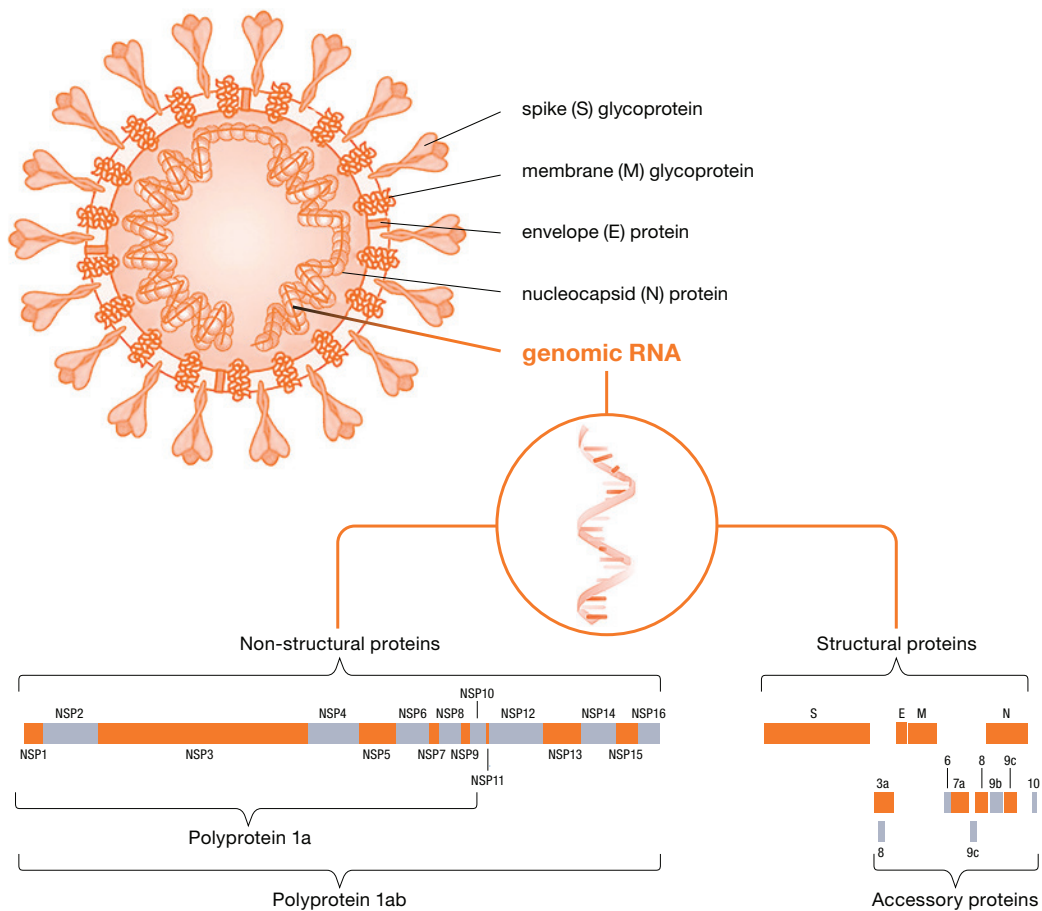 spike (S) glycoprotein
membrane (M) glycoprotein
envelope (E) protein
nucleocapsid (N) protein
genomic RNA
Non-structural proteins
Structural proteins
NSP10
NSP2
NSP4
NSP6
NSP8
NSP12
NSP14
NSP16
S
E
M
N
NSP1
NSP3
NSP5
NSP7
NSP9
NSP11
NSP13
NSP15
6
8
9c
3a
7a
9b
10
8
9c
Polyprotein 1a
Polyprotein 1ab
Accessory proteins